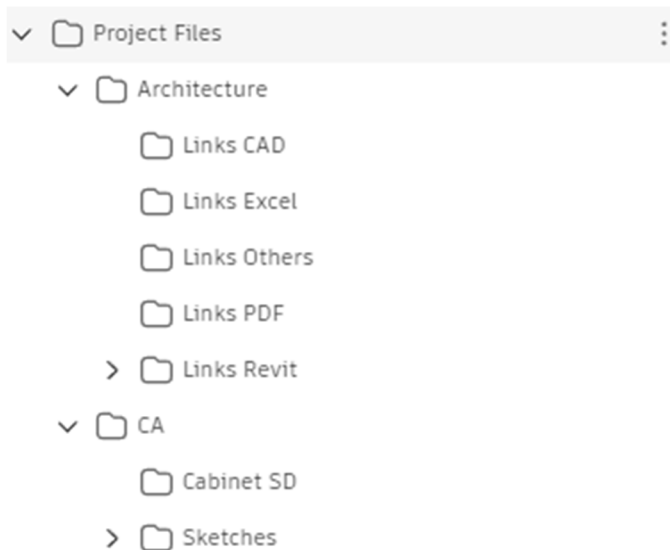 Project Files
Architecture
Links CAD
Links Excel
Links Others
Links PDF
Links Revit
CA
Cabinet SD
Sketches